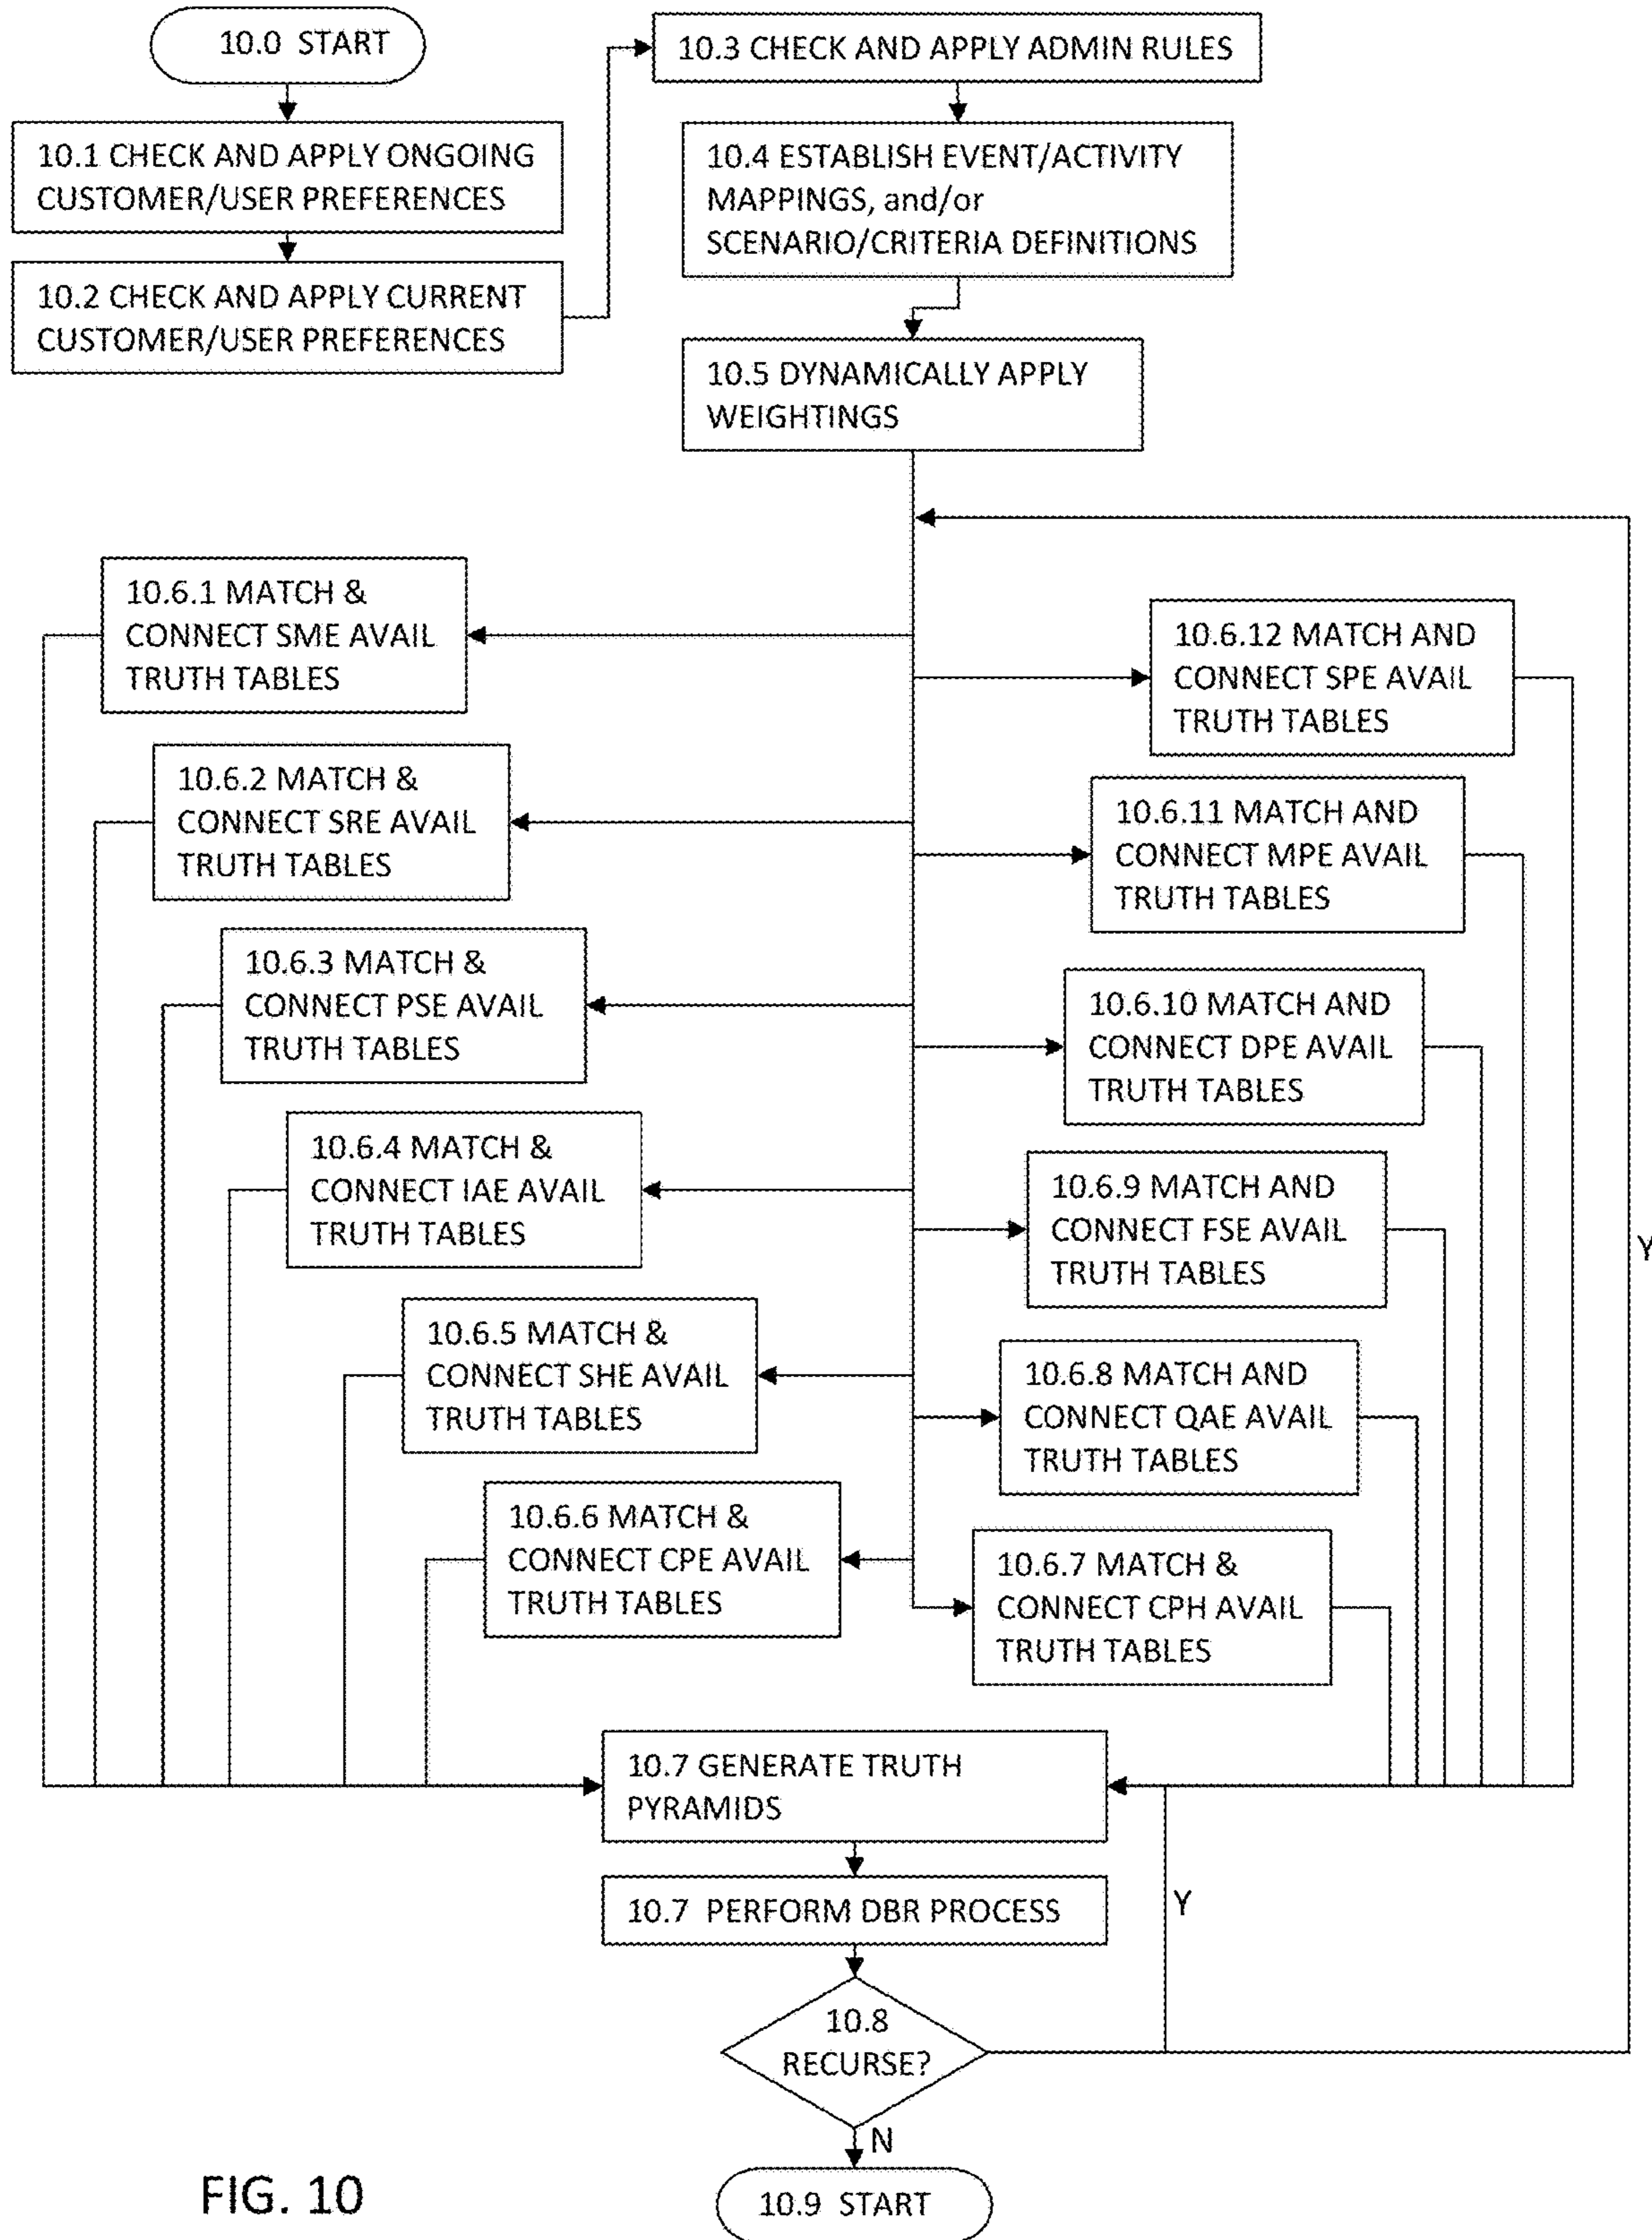 10.0 START
10.1 CHECK AND APPLY ONGOING
CUSTOMER/USER PREFERENCES
10.2 CHECK AND APPLY CURRENT
CUSTOMER/USER PREFERENCES
10.3 CHECK AND APPLY ADMIN RULES
10.4 ESTABLISH EVENT/ACTIVITY
MAPPINGS, and/or
SCENARIO/CRITERIA DEFINITIONS
10.5 DYNAMICALLY APPLY
WEIGHTINGS
10.6.1 MATCH &
CONNECT SME AVAIL
TRUTH TABLES
10.6.2 MATCH &
CONNECT SRE AVAIL
TRUTH TABLES
10.6.3 MATCH &
CONNECT PSE AVAIL
TRUTH TABLES
10.6.4 MATCH &
CONNECT IAE AVAIL
TRUTH TABLES
10.6.5 MATCH &
CONNECT SHE AVAIL
TRUTH TABLES
10.6.6 MATCH &
CONNECT CPE AVAIL
TRUTH TABLES
10.6.12 MATCH AND
CONNECT SPE AVAIL
TRUTH TABLES
10.6.11 MATCH AND
CONNECT MPE AVAIL
TRUTH TABLES
10.6.10 MATCH AND
CONNECT DPE AVAIL
TRUTH TABLES
10.6.9 MATCH AND
CONNECT FSE AVAIL
TRUTH TABLES
10.6.8 MATCH AND
CONNECT QAE AVAIL
TRUTH TABLES
10.6.7 MATCH &
CONNECT CPH AVAIL
TRUTH TABLES
Y
10.7 GENERATE TRUTH
PYRAMIDS
10.7 PERFORM DBR PROCESS
Y
10.8
RECURSE?
N
10.9 START
FIG. 10